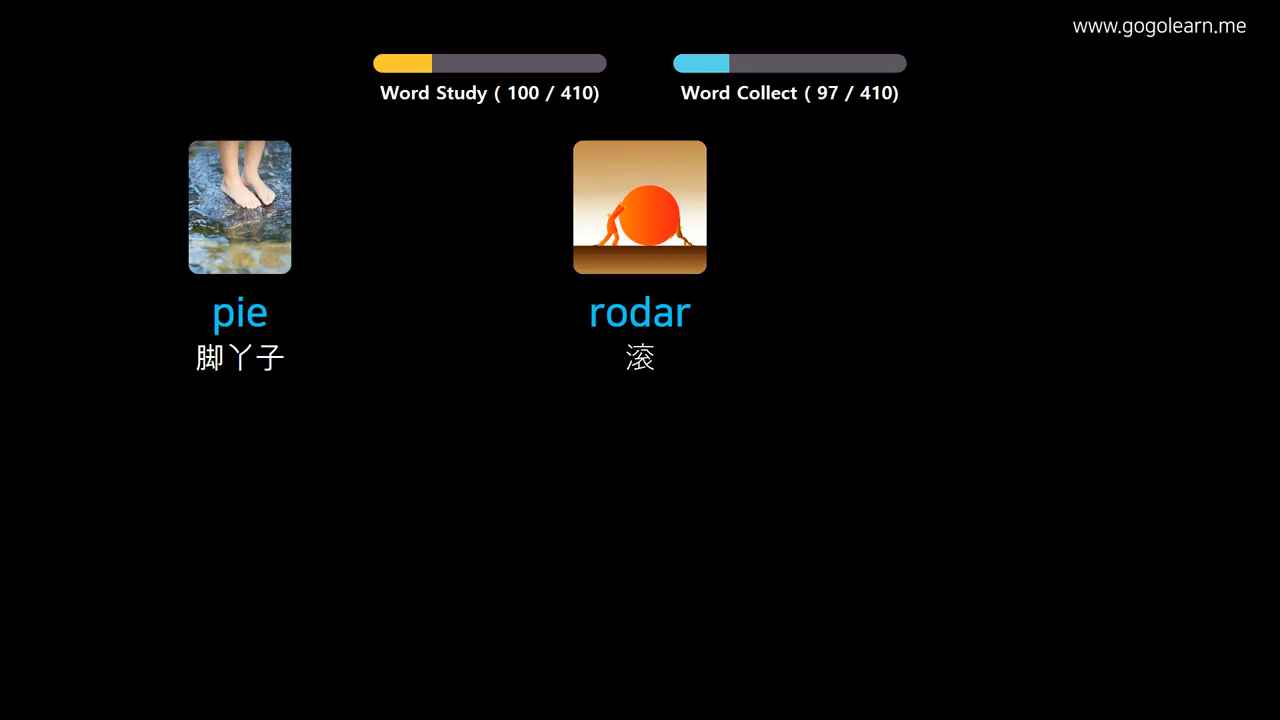 www.gogolearn.me
Word Study ( 100 / 410)
Word Collect ( 97 / 410)
pie
脚丫子
rodar
滚